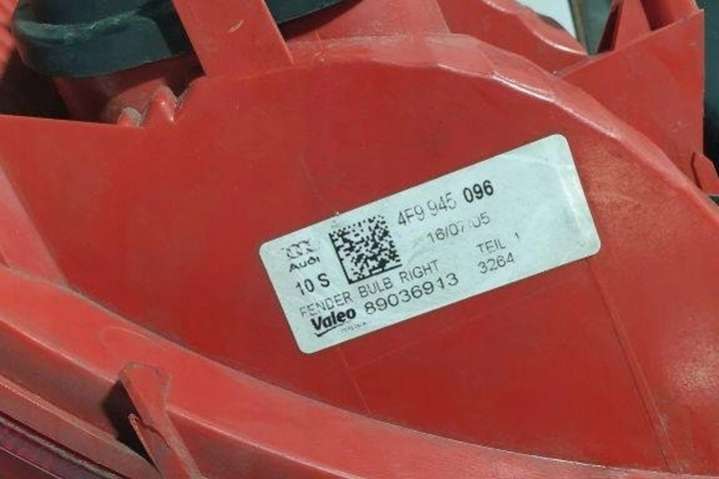 4F9 945 096
16/07/05
AUDI
10 S
FENDER BULB RIGHT TEIL 1
Valeo 89036913 3264